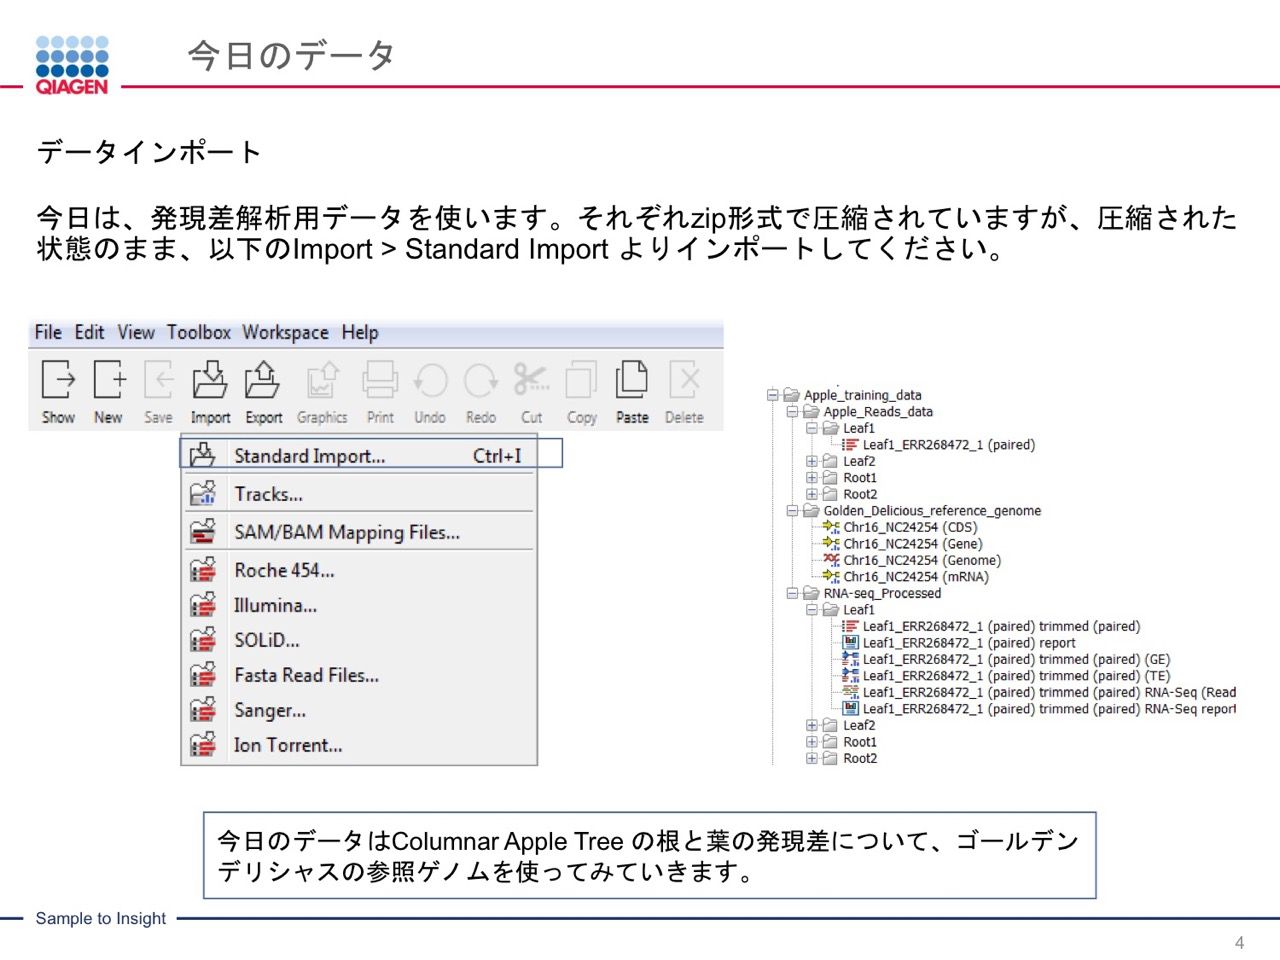 QIAGEN
今日のデータ
データインポート
今日は、発現差解析用データを使います。それぞれzip形式で圧縮されていますが、圧縮された
状態のまま、以下のImport > Standard Import よりインポートしてください。
File Edit View Toolbox Workspace Help
Show New Save Import Export Graphics Print Undo Redo Cut Copy Paste Delete
Standard Import... Ctrl+I
Tracks...
SAM/BAM Mapping Files...
Roche 454...
Illumina...
SOLiD...
Fasta Read Files...
Sanger...
Ion Torrent...
Apple_training_data
Apple_Reads_data
Leaf1
Leaf1_ERR268472_1 (paired)
Leaf2
Root1
Root2
Golden_Delicious_reference_genome
Chr16_NC24254 (CDS)
Chr16_NC24254 (Gene)
Chr16_NC24254 (Genome)
Chr16_NC24254 (mRNA)
RNA-seq_Processed
Leaf1
Leaf1_ERR268472_1 (paired) trimmed (paired)
Leaf1_ERR268472_1 (paired) report
Leaf1_ERR268472_1 (paired) trimmed (paired) (GE)
Leaf1_ERR268472_1 (paired) trimmed (paired) (TE)
Leaf1_ERR268472_1 (paired) trimmed (paired) RNA-Seq (Read
Leaf1_ERR268472_1 (paired) trimmed (paired) RNA-Seq report
Leaf2
Root1
Root2
今日のデータはColumnar Apple Tree の根と葉の発現差について、ゴールデン
デリシャスの参照ゲノムを使ってみていきます。
Sample to Insight
4